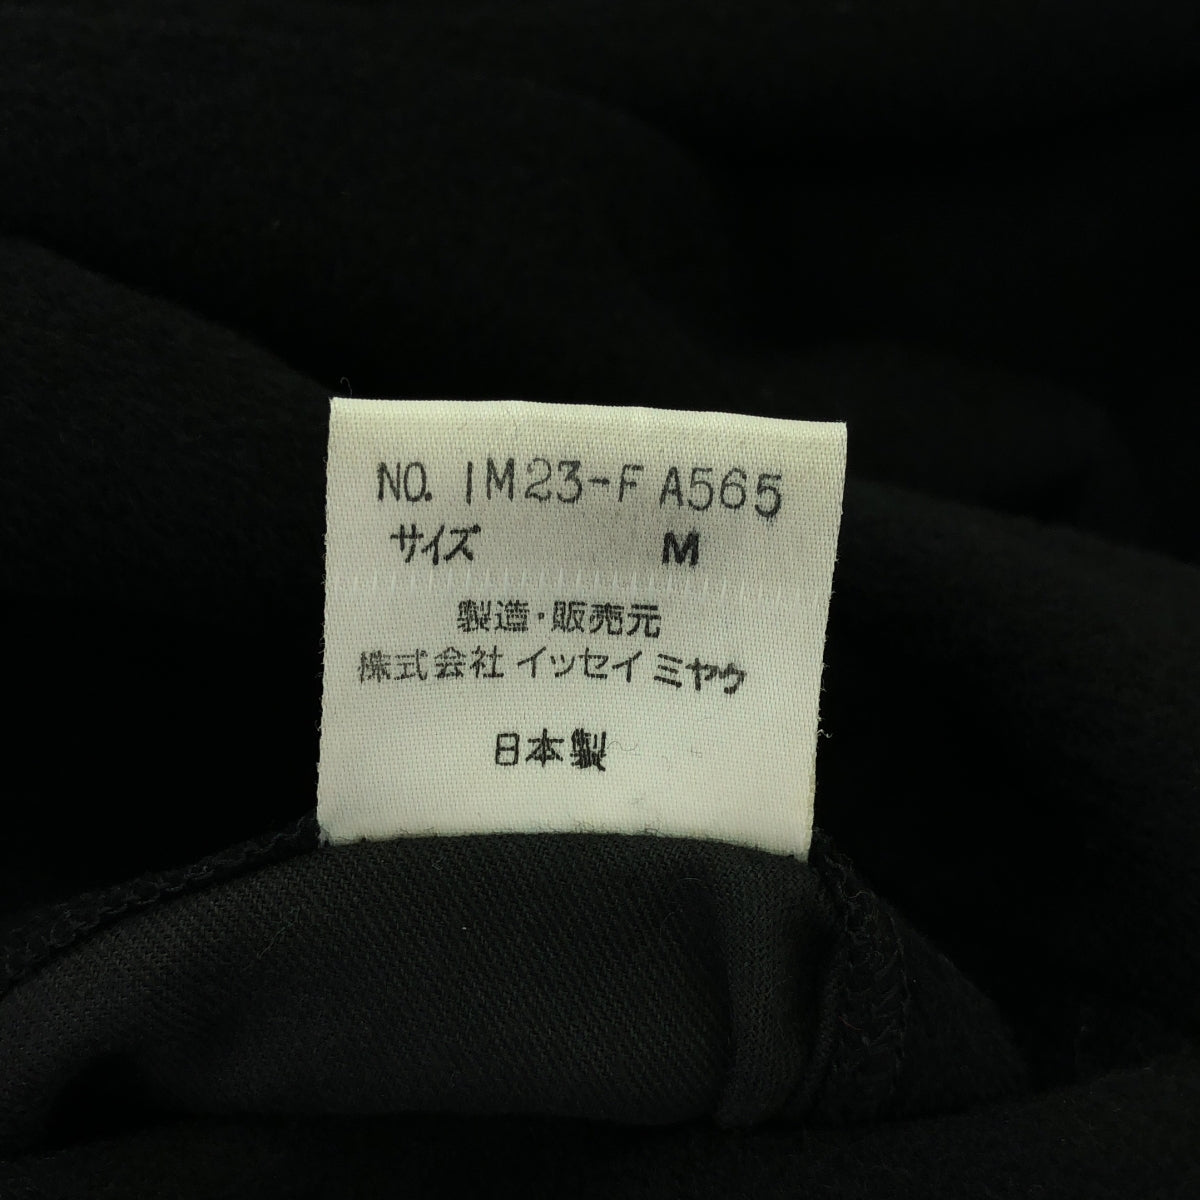 NO. IM23-FA565
サイズ M
製造・販売元
株式会社 イッセイ ミヤケ
日本製